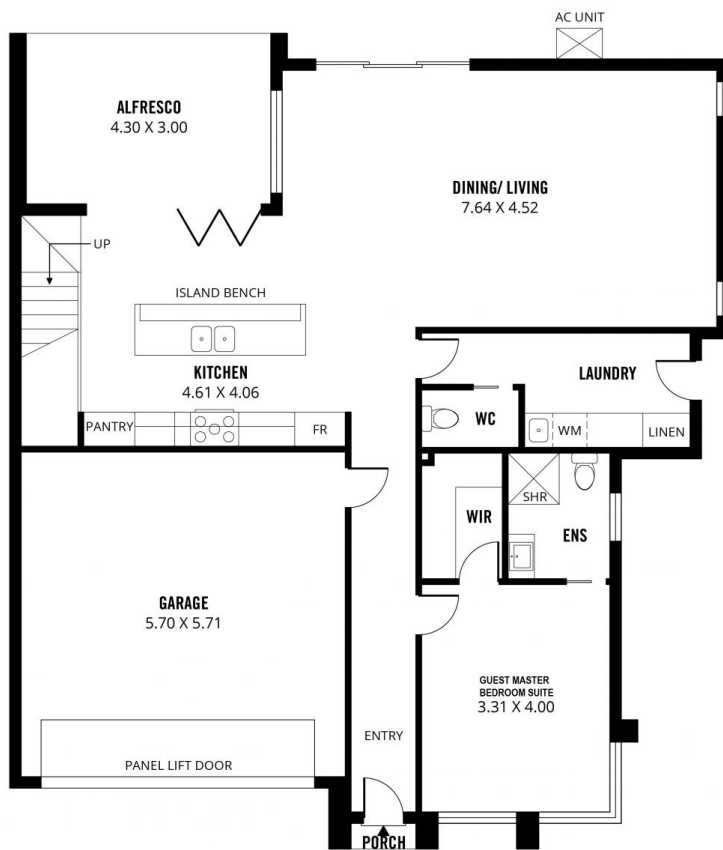 AC UNIT
ALFRESCO
4.30 X 3.00
DINING/ LIVING
7.64 X 4.52
UP
ISLAND BENCH
KITCHEN
4.61 X 4.06
LAUNDRY
PANTRY
FR
WC
WM
LINEN
SHR
WIR
ENS
GARAGE
5.70 X 5.71
GUEST MASTER
BEDROOM SUITE
3.31 X 4.00
ENTRY
PANEL LIFT DOOR
PORCH